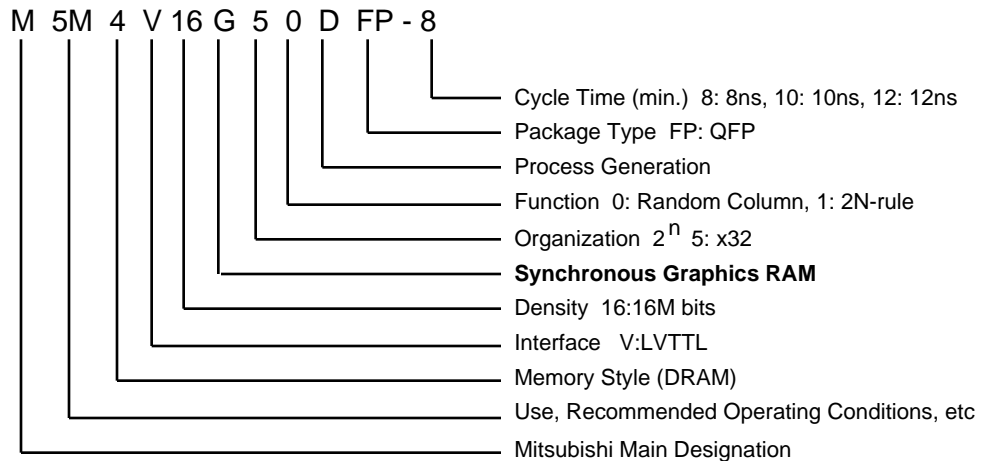 M 5M 4 V 16 G 5 0 D FP - 8
Cycle Time (min.) 8: 8ns, 10: 10ns, 12: 12ns
Package Type FP: QFP
Process Generation
Function 0: Random Column, 1: 2N-rule
Organization 2^n 5: x32
Synchronous Graphics RAM
Density 16:16M bits
Interface V:LVTTL
Memory Style (DRAM)
Use, Recommended Operating Conditions, etc
Mitsubishi Main Designation